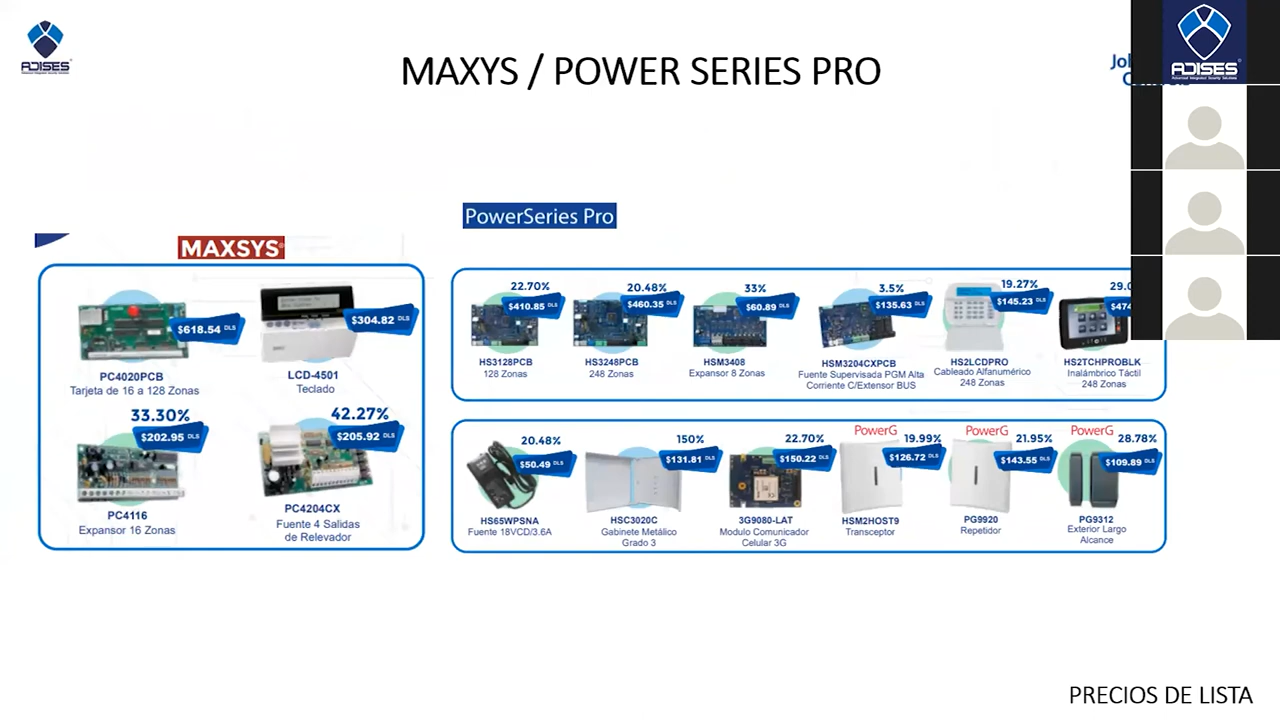 ADISES
MAXYS / POWER SERIES PRO
ADISES
PowerSeries Pro
MAXSYS
$618.54 DLS
PC4020PCB
Tarjeta de 16 a 128 Zonas
$304.82 DLS
LCD-4501
Teclado
33.30%
$202.95 DLS
PC4116
Expansor 16 Zonas
42.27%
$205.92 DLS
PC4204CX
Fuente 4 Salidas
de Relevador
22.70%
$410.85 DLS
HS3128PCB
128 Zonas
20.48%
$460.35 DLS
HS3248PCB
248 Zonas
33%
$60.89 DLS
HSM3408
Expansor 8 Zonas
3.5%
$135.63 DLS
HSM3204CXPCB
Fuente Supervisada PGM Alta
Corriente C/Extensor BUS
19.27%
$145.23 DLS
HS2LCDPRO
Cableado Alfanumérico
248 Zonas
29.0
$474
HS2TCHPROBLK
Inalámbrico Táctil
248 Zonas
20.48%
$50.49 DLS
HS65WPSNA
Fuente 18VCD/3.6A
150%
$131.81 DLS
HSC3020C
Gabinete Metálico
Grado 3
22.70%
$150.22 DLS
3G9080-LAT
Modulo Comunicador
Celular 3G
PowerG
19.99%
$126.72 DLS
HSM2HOST9
Transceptor
PowerG
21.95%
$143.55 DLS
PG9920
Repetidor
PowerG
28.78%
$109.89 DLS
PG9312
Exterior Largo
Alcance
PRECIOS DE LISTA